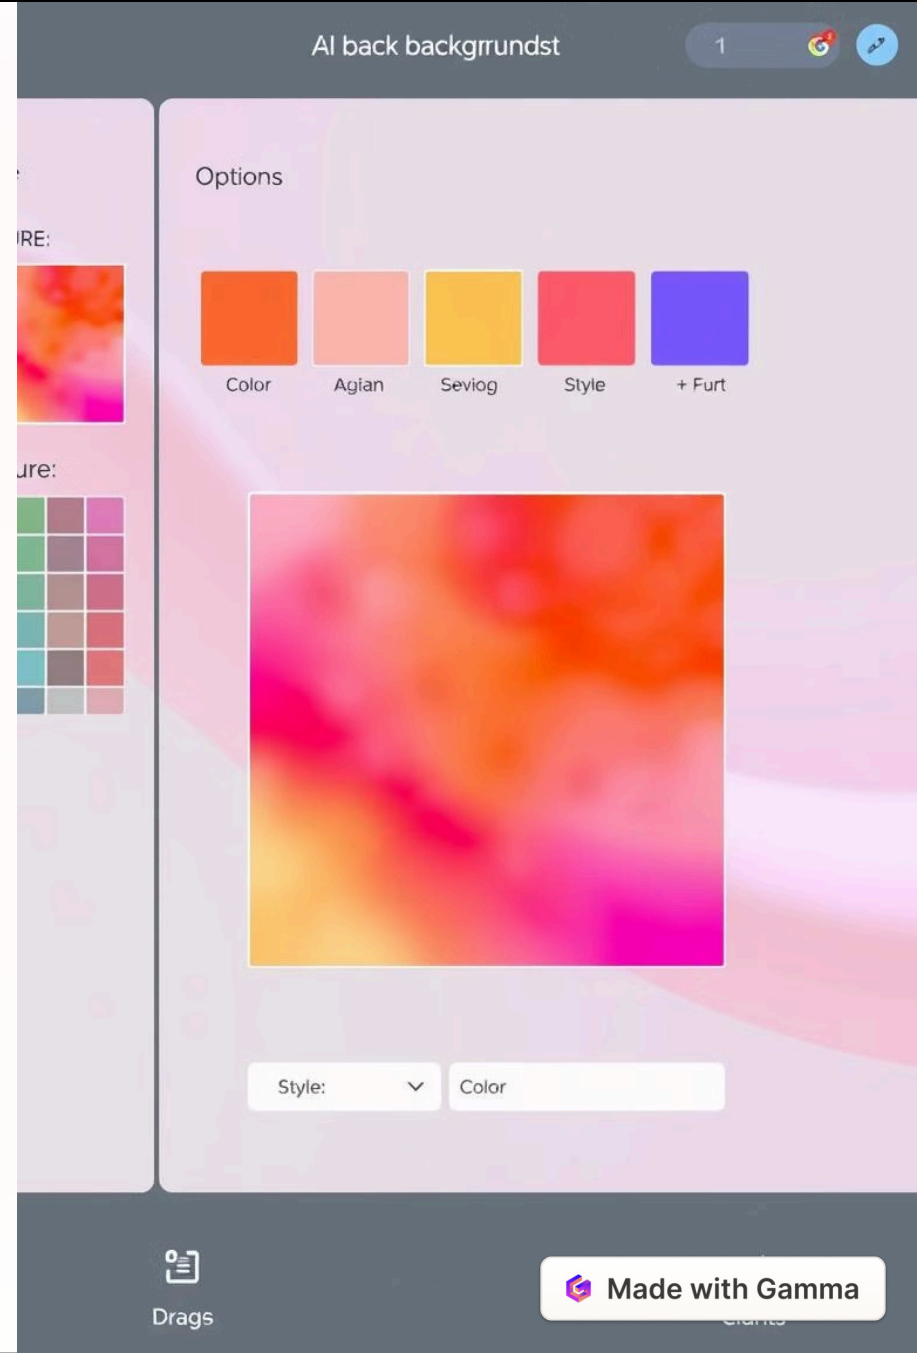 AI back backgrrundst
1
Options
RE:
Color
Agian
Seviog
Style
+ Furt
ure:
Style:
Color
Made with Gamma
Drags